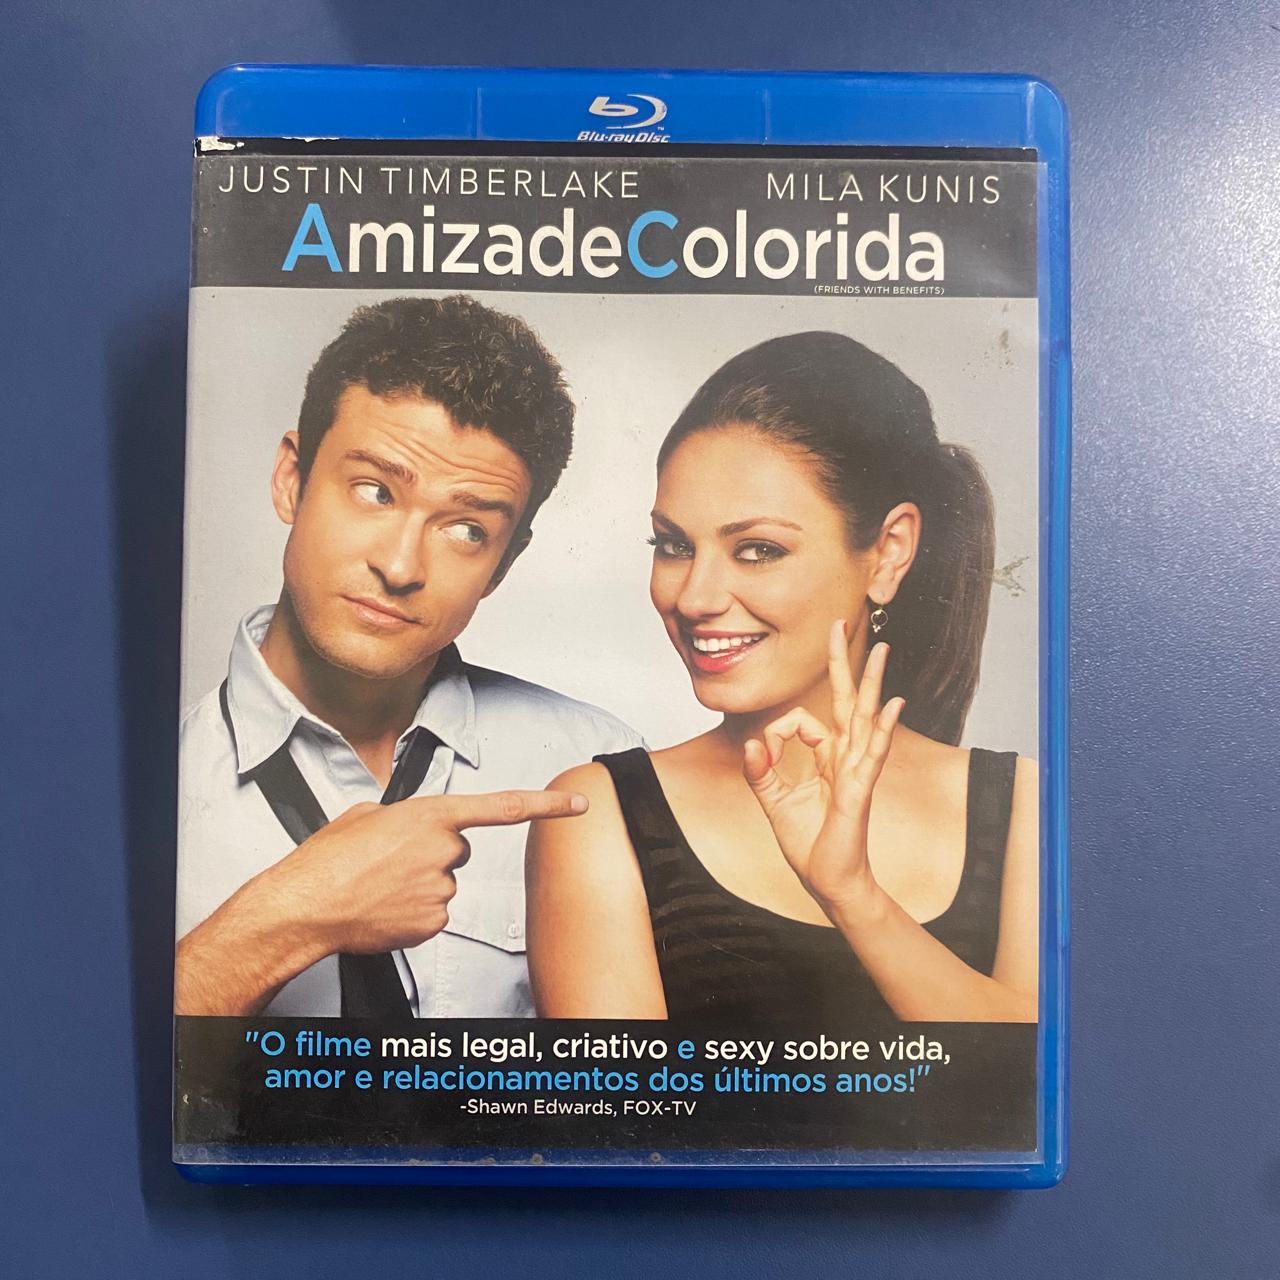 Blu-ray Disc
JUSTIN TIMBERLAKE MILA KUNIS
AmizadeColorida
(FRIENDS WITH BENEFITS)
"O filme mais legal, criativo e sexy sobre vida,
amor e relacionamentos dos últimos anos!"
-Shawn Edwards, FOX-TV